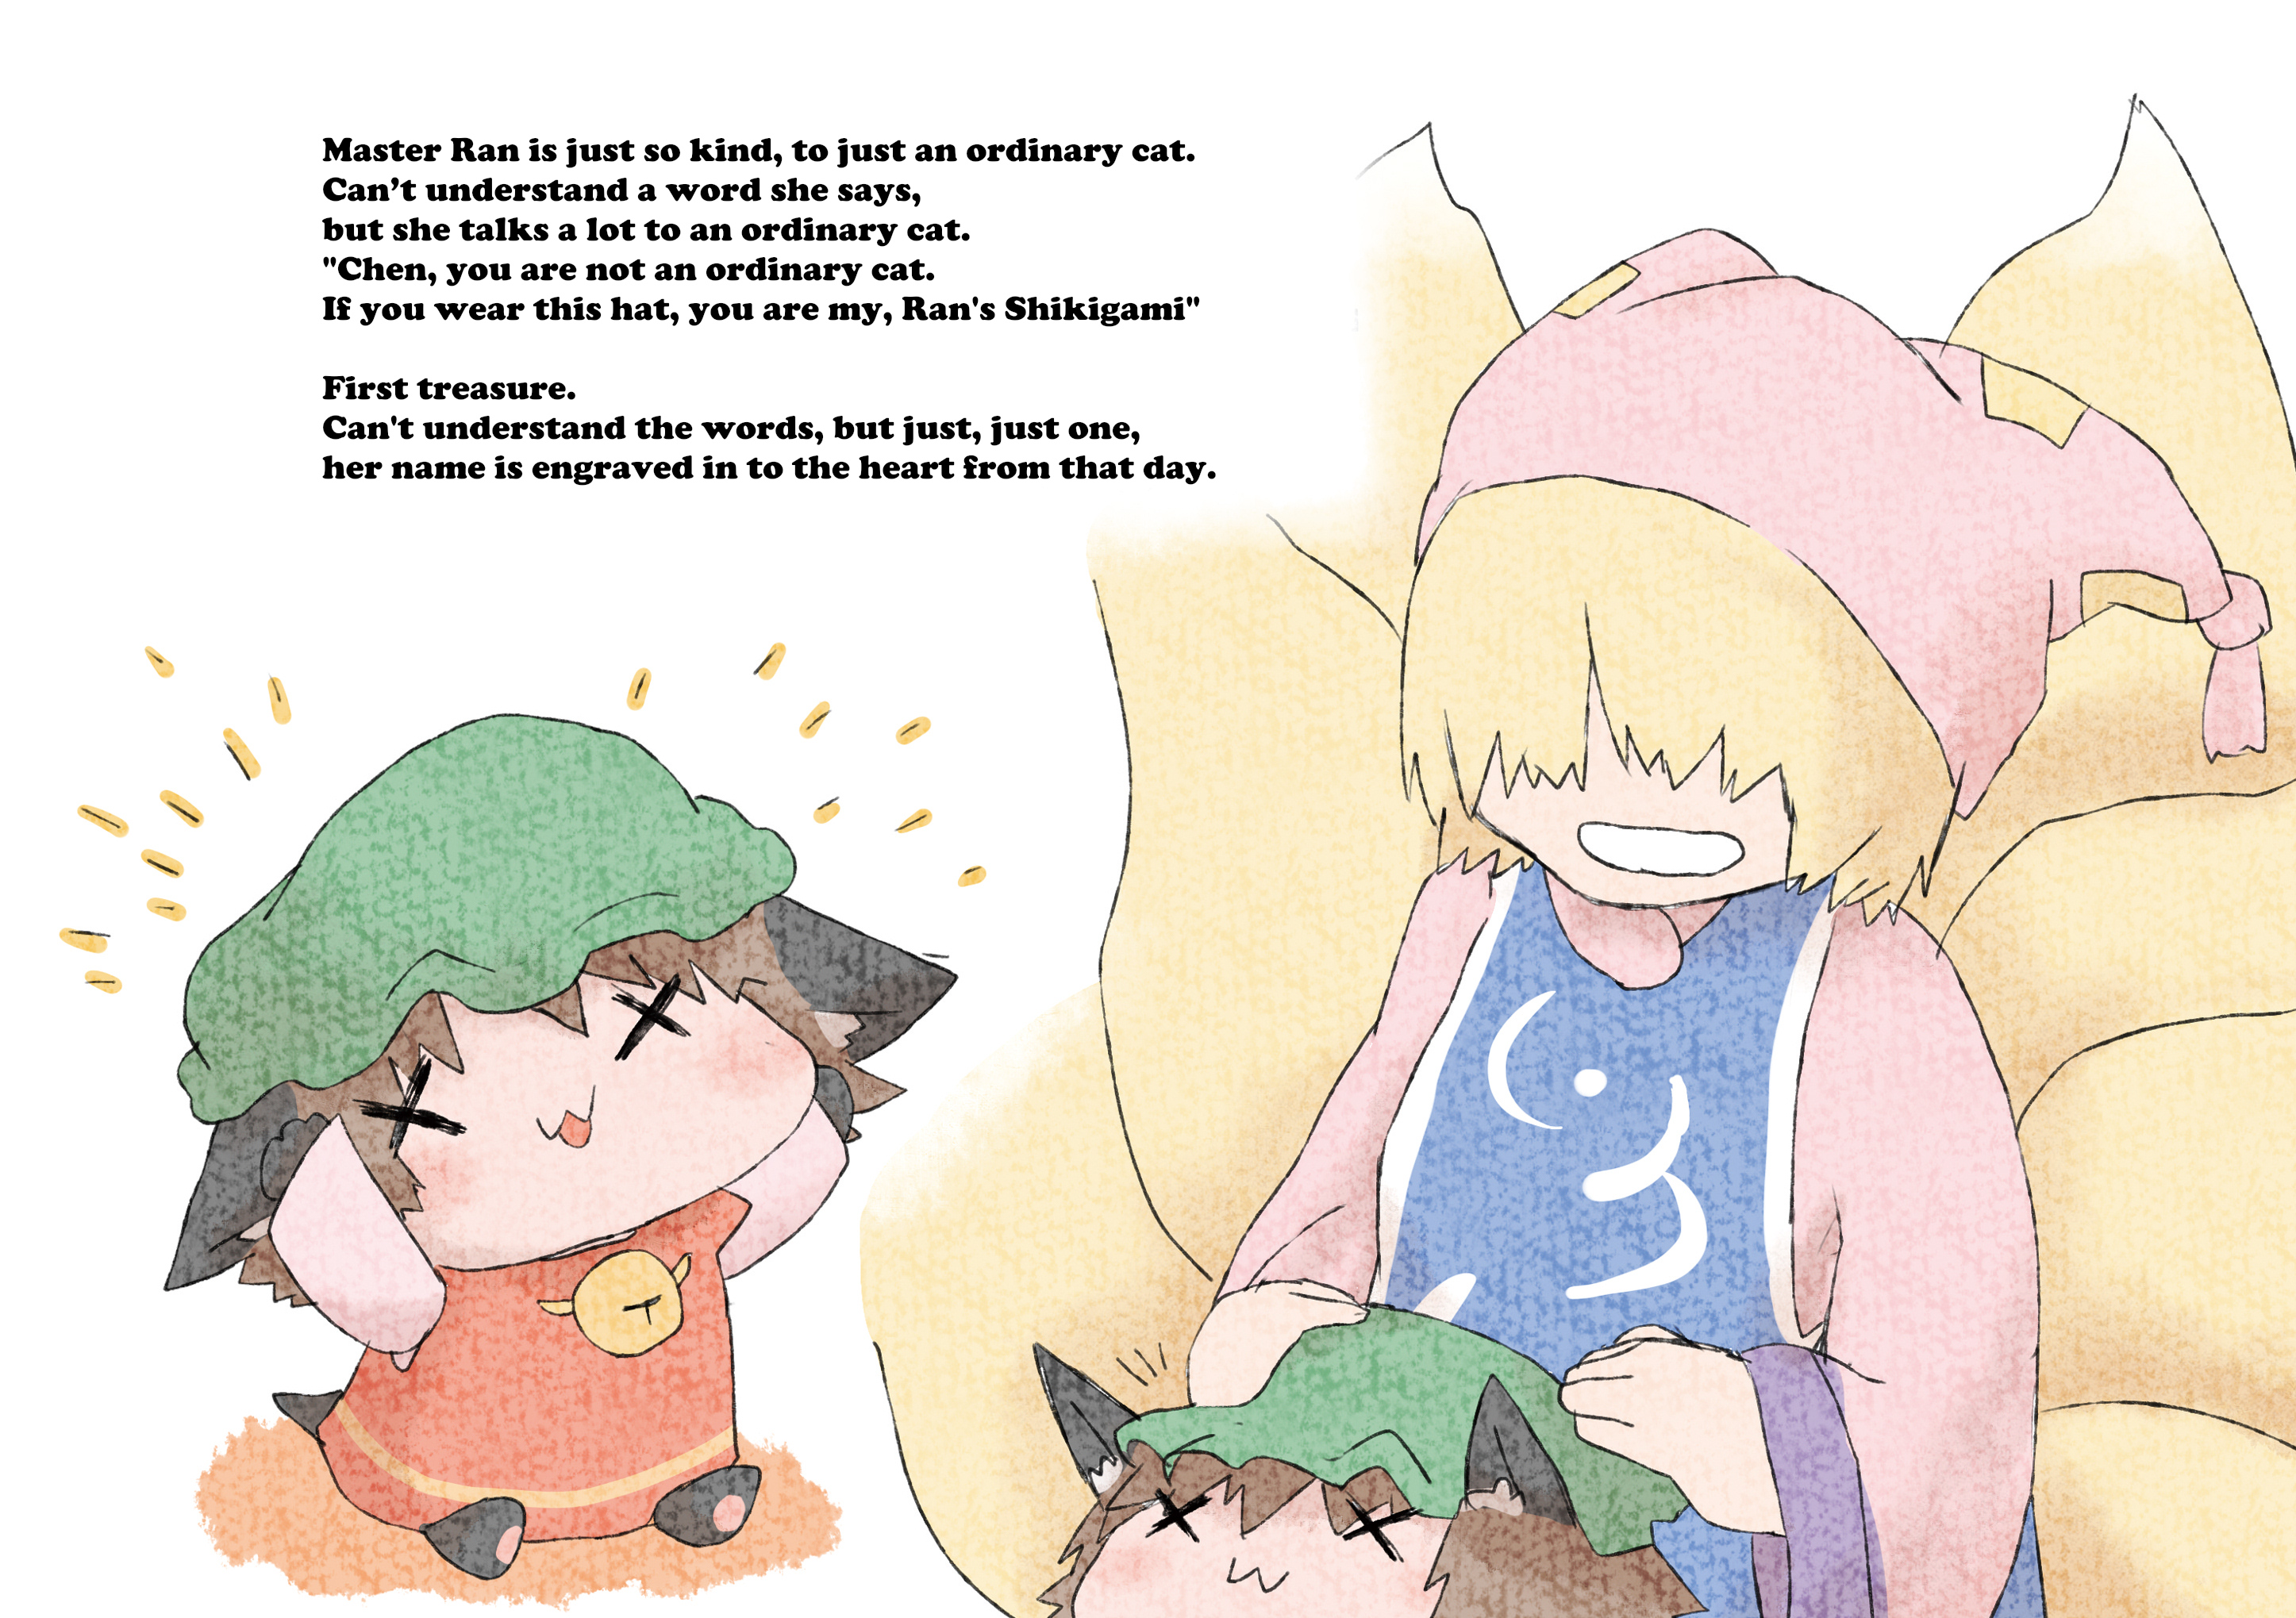 Master Ran is just so kind, to just an ordinary cat.
Can’t understand a word she says,
but she talks a lot to an ordinary cat.
"Chen, you are not an ordinary cat.
If you wear this hat, you are my, Ran's Shikigami"
First treasure.
Can't understand the words, but just, just one,
her name is engraved in to the heart from that day.